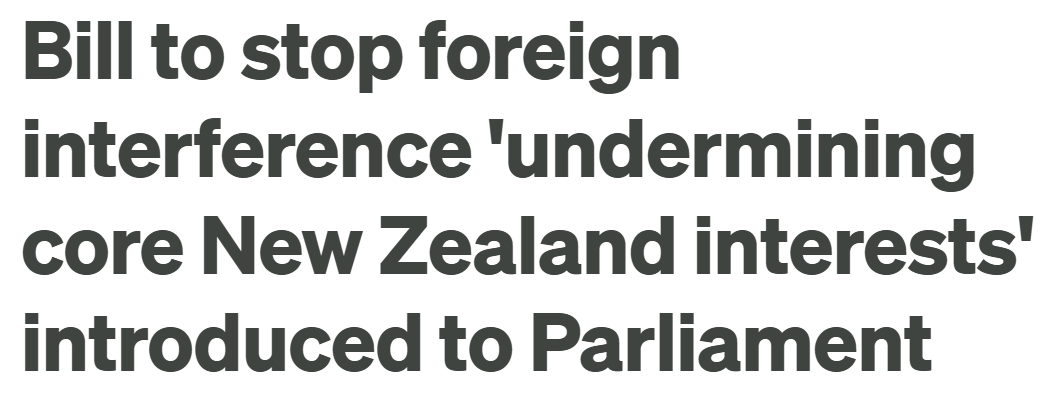 Bill to stop foreign
interference 'undermining
core New Zealand interests'
introduced to Parliament